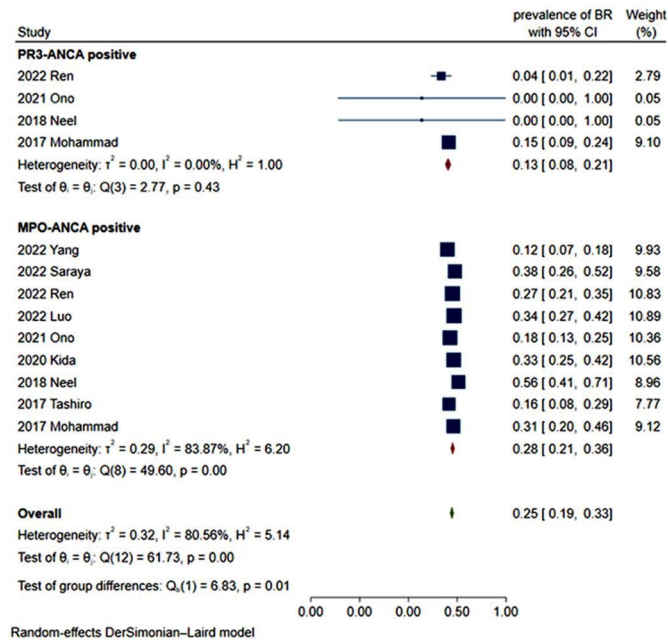 prevalence of BR Weight
Study with 95% CI (%)
PR3-ANCA positive
2022 Ren 0.04 [ 0.01, 0.22] 2.79
2021 Ono 0.00 [ 0.00, 1.00] 0.05
2018 Neel 0.00 [ 0.00, 1.00] 0.05
2017 Mohammad 0.15 [ 0.09, 0.24] 9.10
Heterogeneity: τ² = 0.00, I² = 0.00%, H² = 1.00 0.13 [ 0.08, 0.21]
Test of θᵢ = θⱼ: Q(3) = 2.77, p = 0.43
MPO-ANCA positive
2022 Yang 0.12 [ 0.07, 0.18] 9.93
2022 Saraya 0.38 [ 0.26, 0.52] 9.58
2022 Ren 0.27 [ 0.21, 0.35] 10.83
2022 Luo 0.34 [ 0.27, 0.42] 10.89
2021 Ono 0.18 [ 0.13, 0.25] 10.36
2020 Kida 0.33 [ 0.25, 0.42] 10.56
2018 Neel 0.56 [ 0.41, 0.71] 8.96
2017 Tashiro 0.16 [ 0.08, 0.29] 7.77
2017 Mohammad 0.31 [ 0.20, 0.46] 9.12
Heterogeneity: τ² = 0.29, I² = 83.87%, H² = 6.20 0.28 [ 0.21, 0.36]
Test of θᵢ = θⱼ: Q(8) = 49.60, p = 0.00
Overall 0.25 [ 0.19, 0.33]
Heterogeneity: τ² = 0.32, I² = 80.56%, H² = 5.14
Test of θᵢ = θⱼ: Q(12) = 61.73, p = 0.00
Test of group differences: Qb(1) = 6.83, p = 0.01
0.00 0.00 0.00 0.50 1.00
Random-effects DerSimonian–Laird model